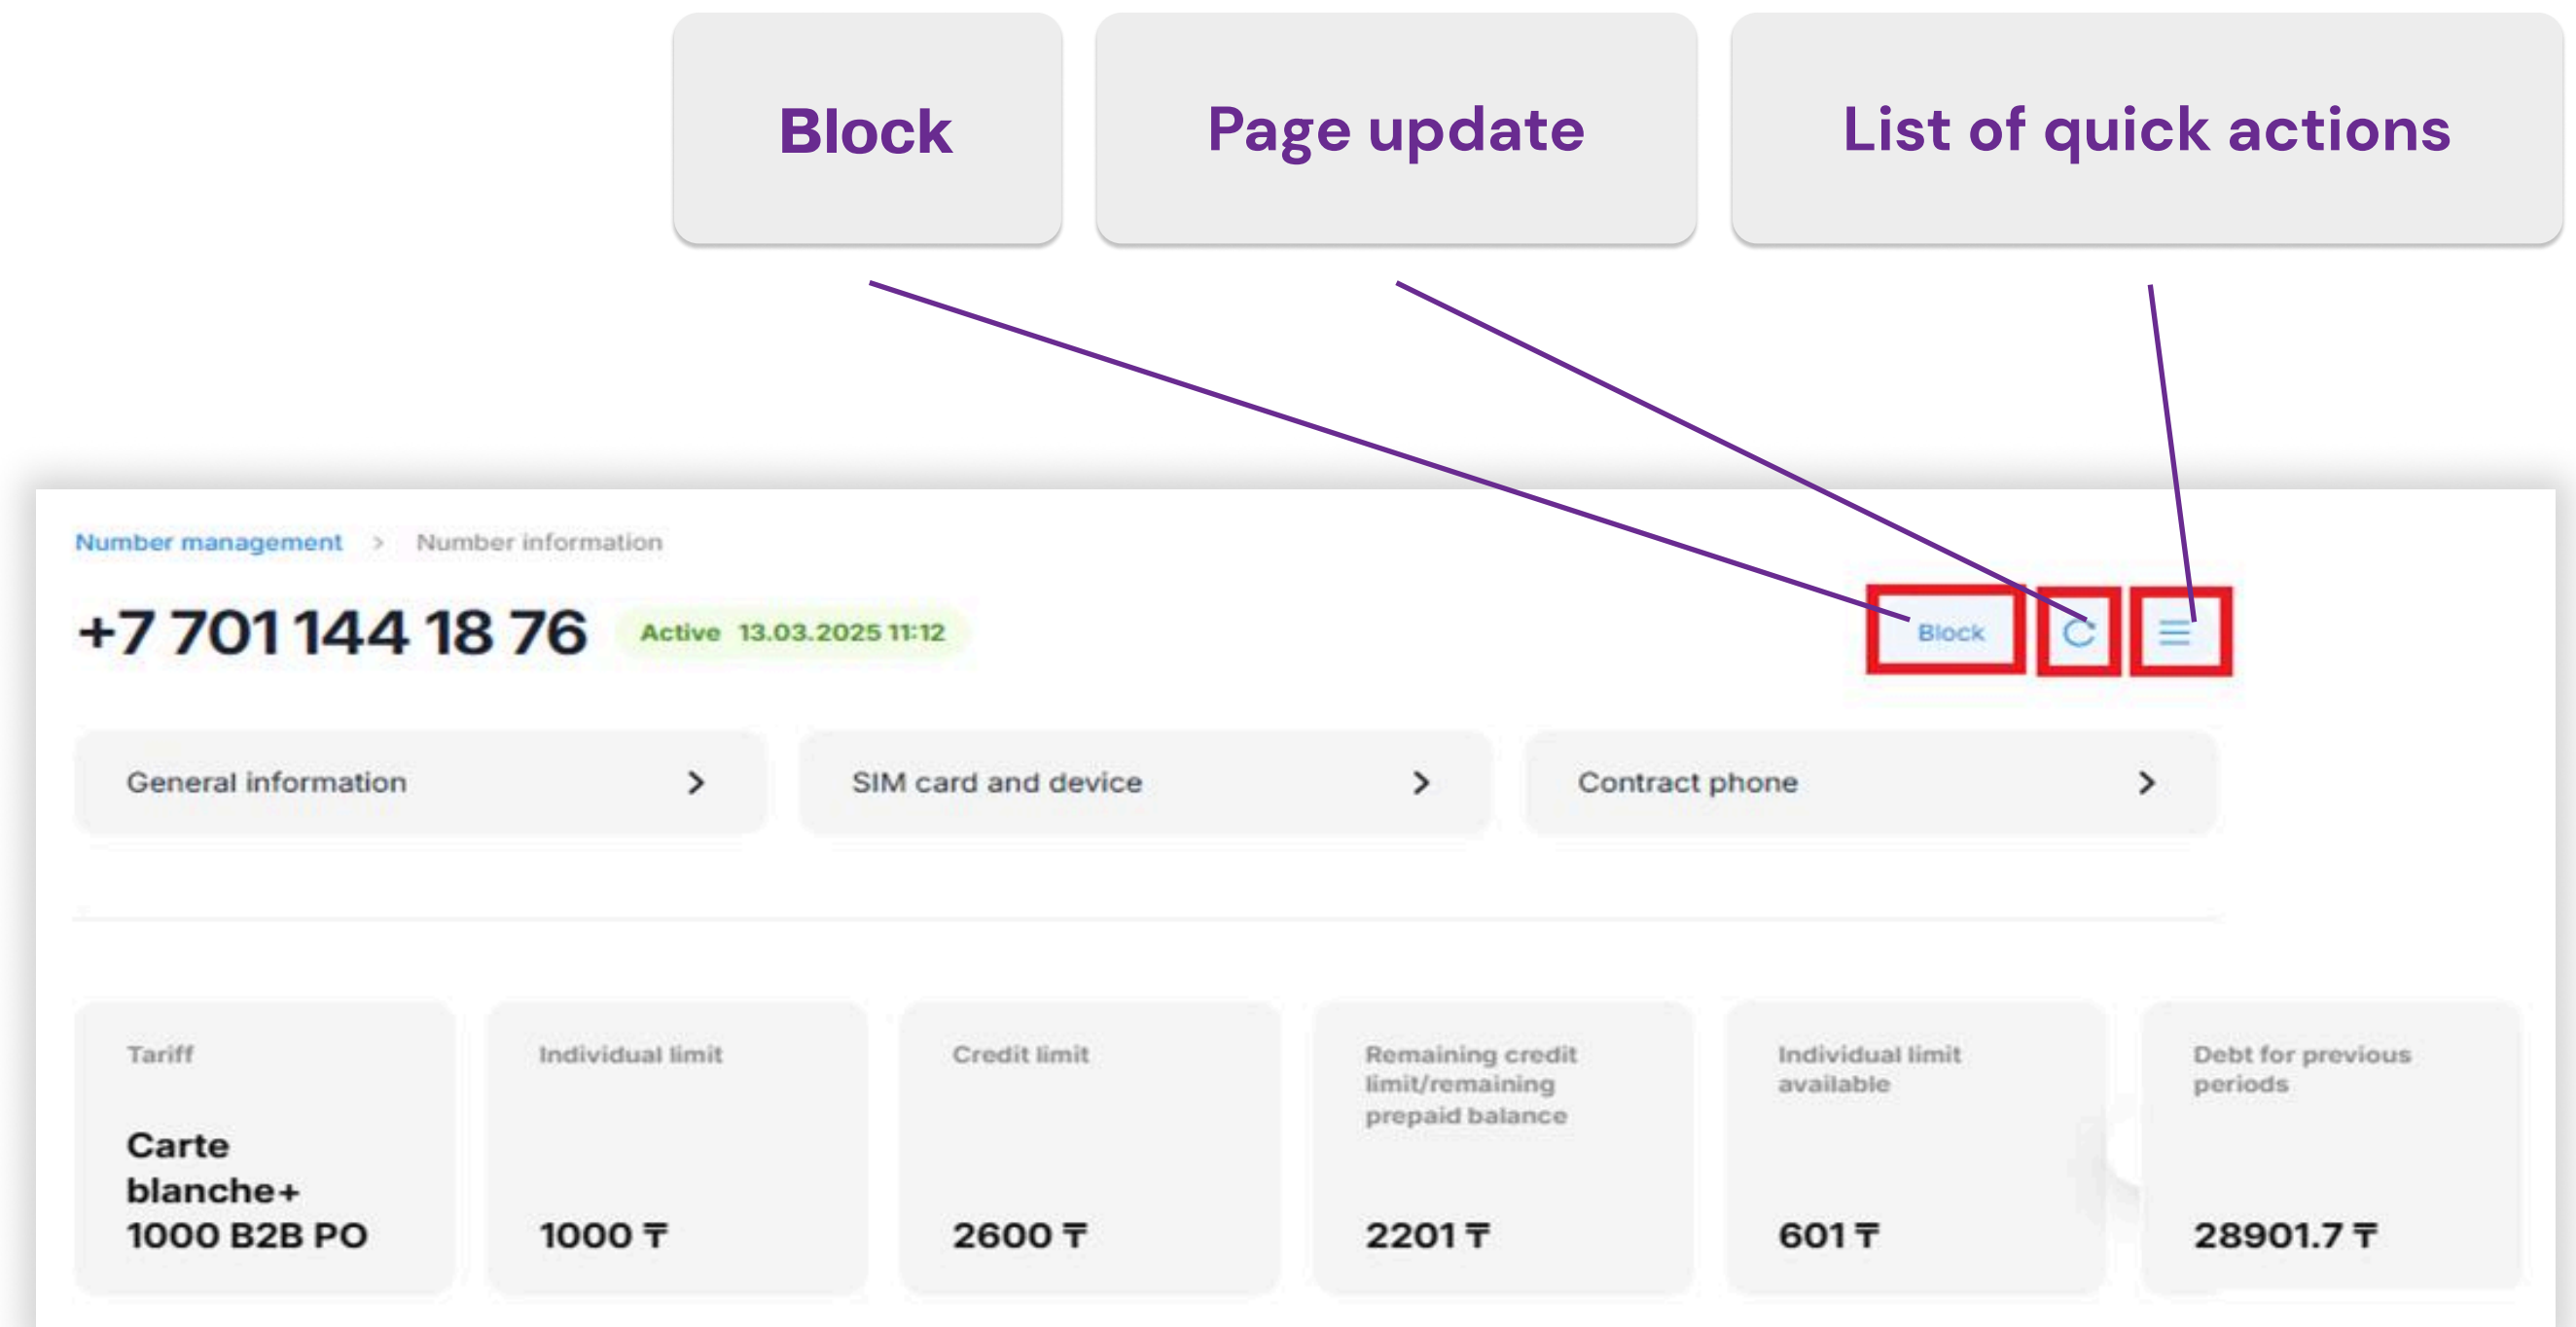 Block
Page update
List of quick actions
Number management > Number information
+7 701 144 18 76 Active 13.03.2025 11:12
Block
General information
SIM card and device
Contract phone
Tariff
Carte
blanche+
1000 B2B PO
Individual limit
1000 ₸
Credit limit
2600 ₸
Remaining credit
limit/remaining
prepaid balance
2201 ₸
Individual limit
available
601 ₸
Debt for previous
periods
28901.7 ₸